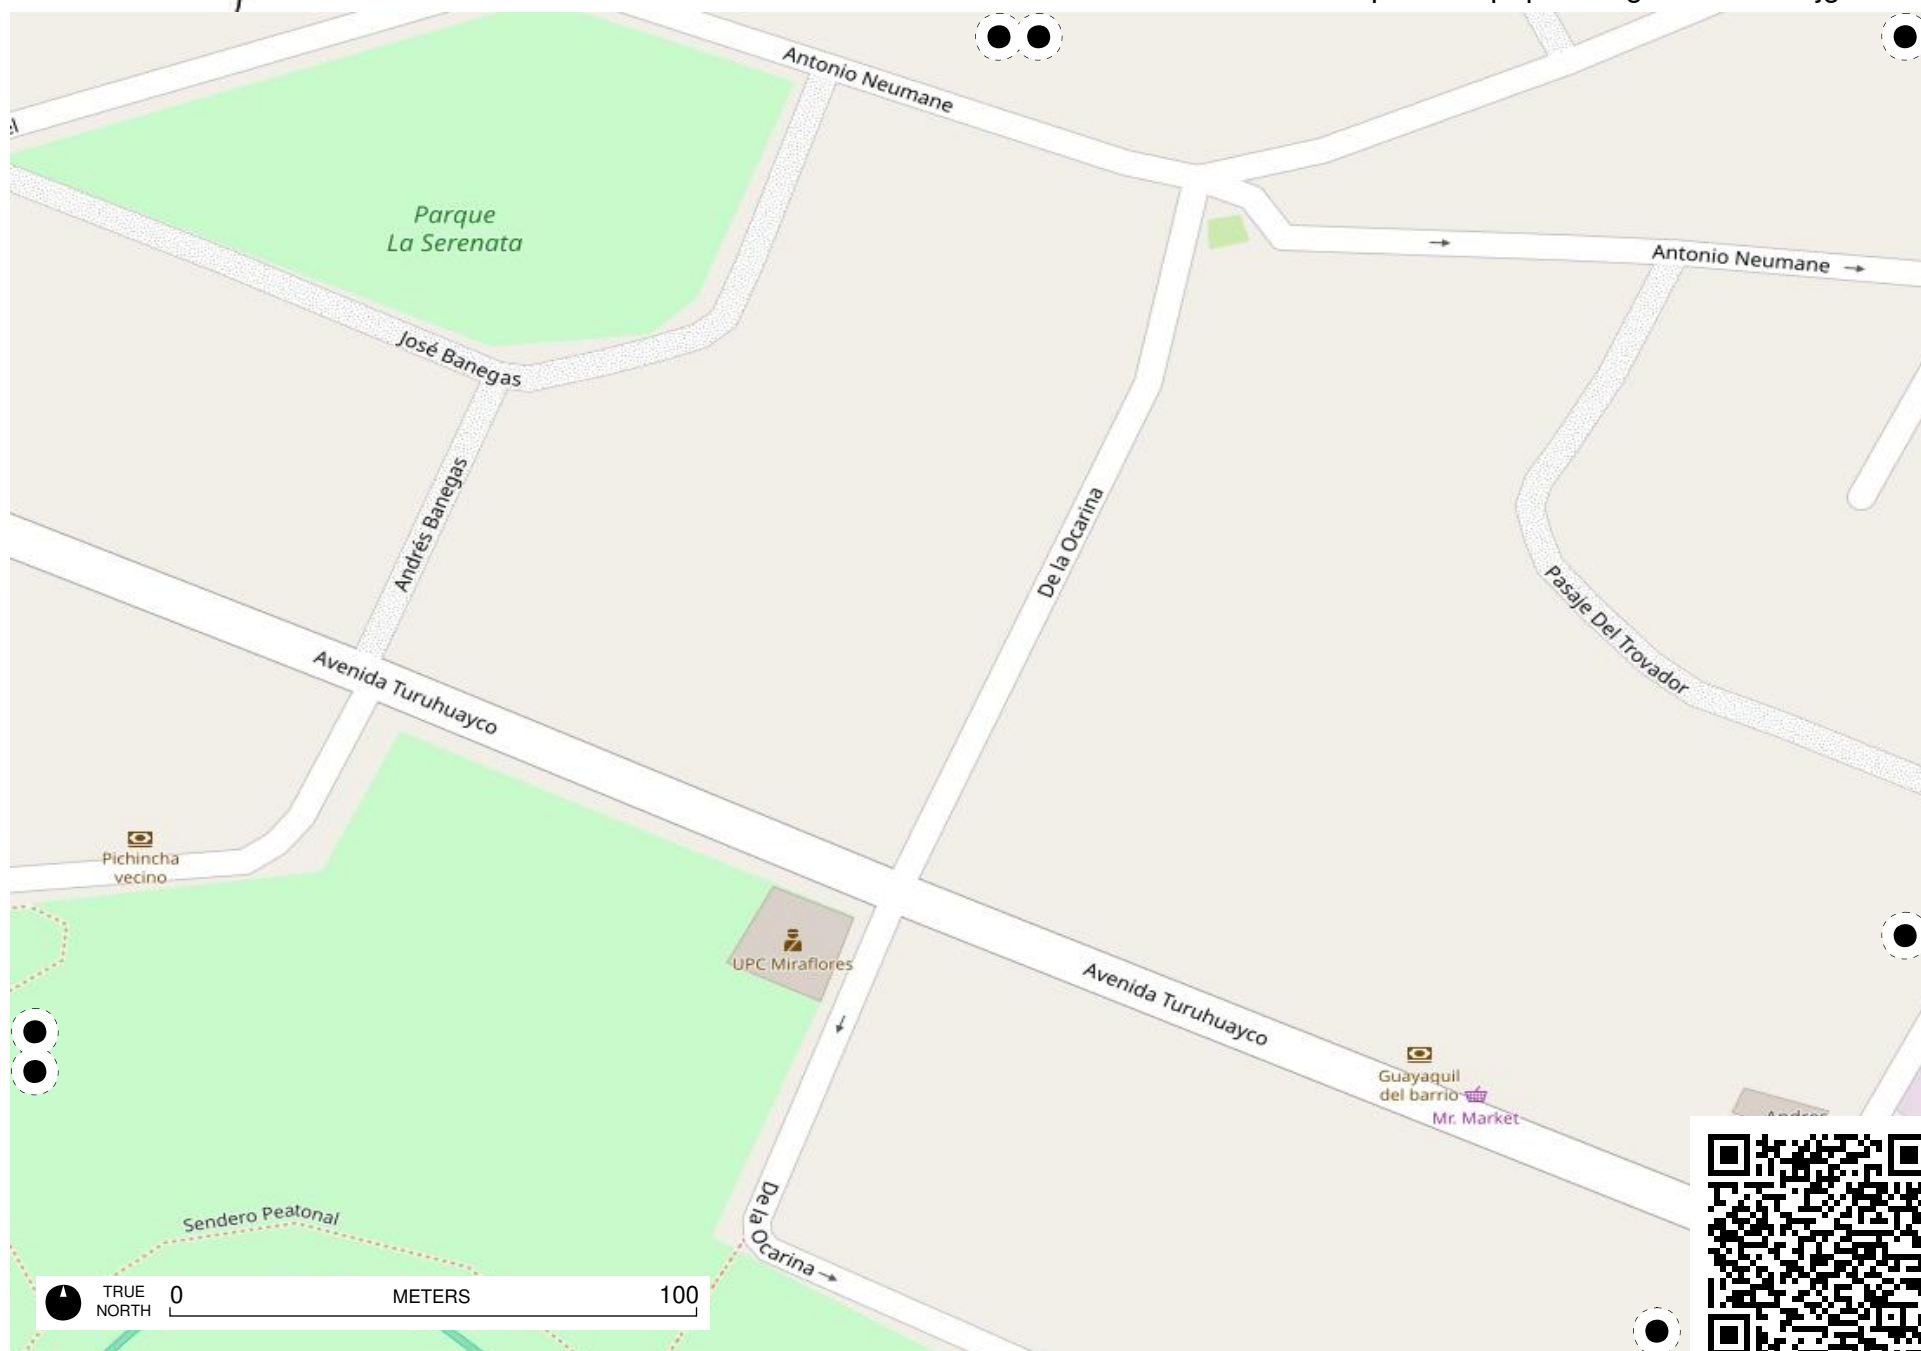 Antonio Neumane
Parque
La Serenata
Antonio Neumane
José Banegas
Andrés Banegas
De la Ocarina
Pasaje Del Trovador
Avenida Turuhuayco
Pichincha
vecino
UPC Miraflores
Avenida Turuhuayco
Guayaquil
del barrio
Mr. Market
De la Ocarina
Sendero Peatonal
TRUE
NORTH
0
METERS
100